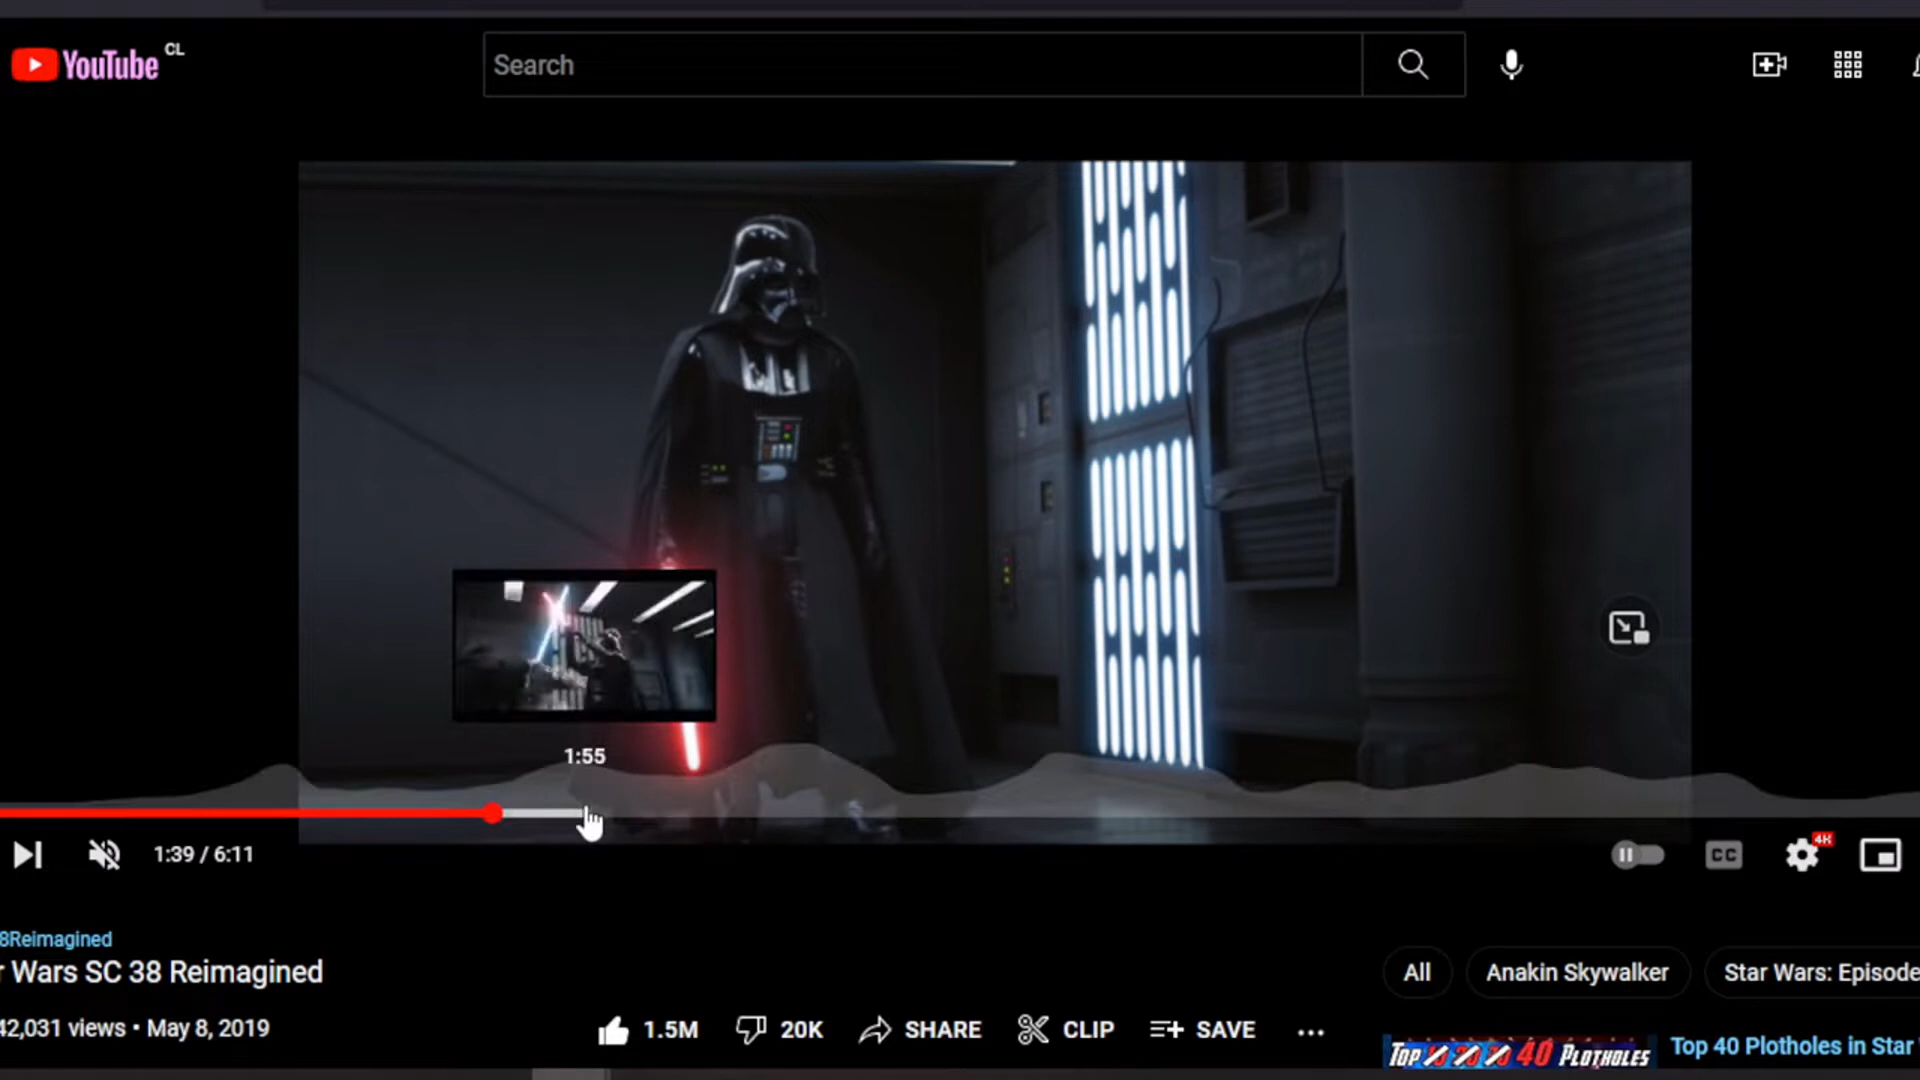 YouTube CL
Search
1:55
1:39 / 6:11
CC
4K
8Reimagined
r Wars SC 38 Reimagined
42,031 views • May 8, 2019
1.5M
20K
SHARE
CLIP
SAVE
All
Anakin Skywalker
Star Wars: Episode
TOP 40 PLOTHOLES
Top 40 Plotholes in Star